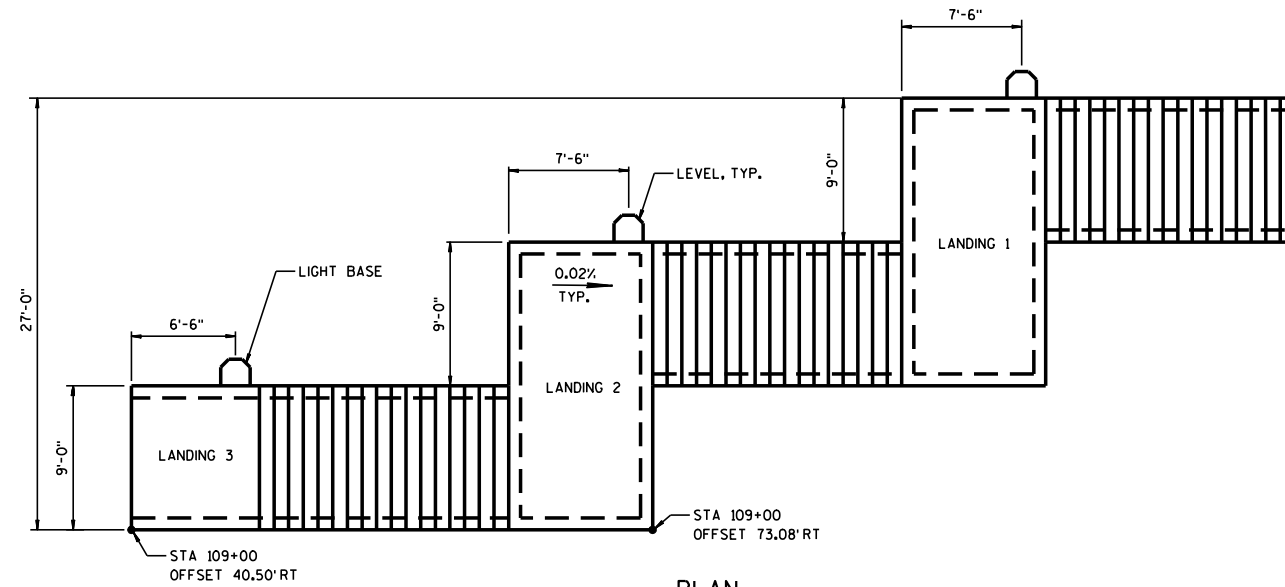 7'-6"
7'-6"
LEVEL, TYP.
9'-0"
LANDING 1
LIGHT BASE
0.02%
TYP.
27'-0"
6'-6"
9'-0"
LANDING 2
9'-0"
LANDING 3
STA 109+00
OFFSET 73.08' RT
STA 109+00
OFFSET 40.50' RT